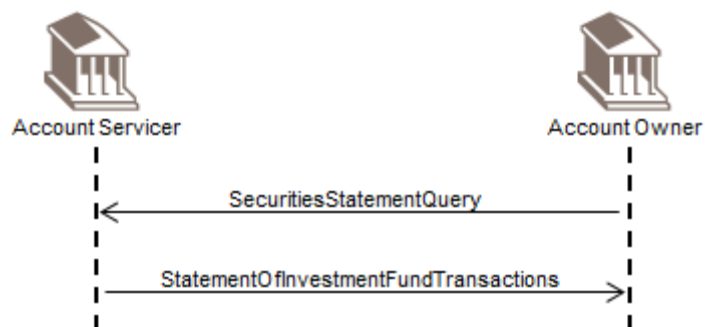 Account Servicer
Account Owner
SecuritiesStatementQuery
StatementOfInvestmentFundTransactions